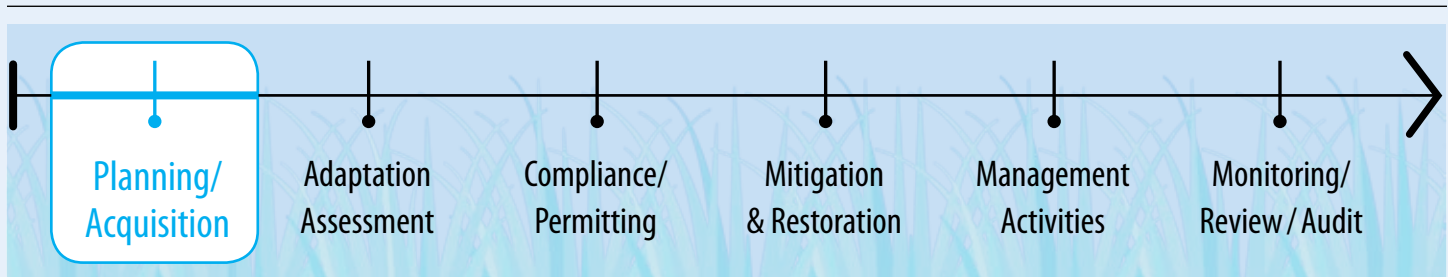 Planning/
Acquisition
Adaptation
Assessment
Compliance/
Permitting
Mitigation
& Restoration
Management
Activities
Monitoring/
Review / Audit